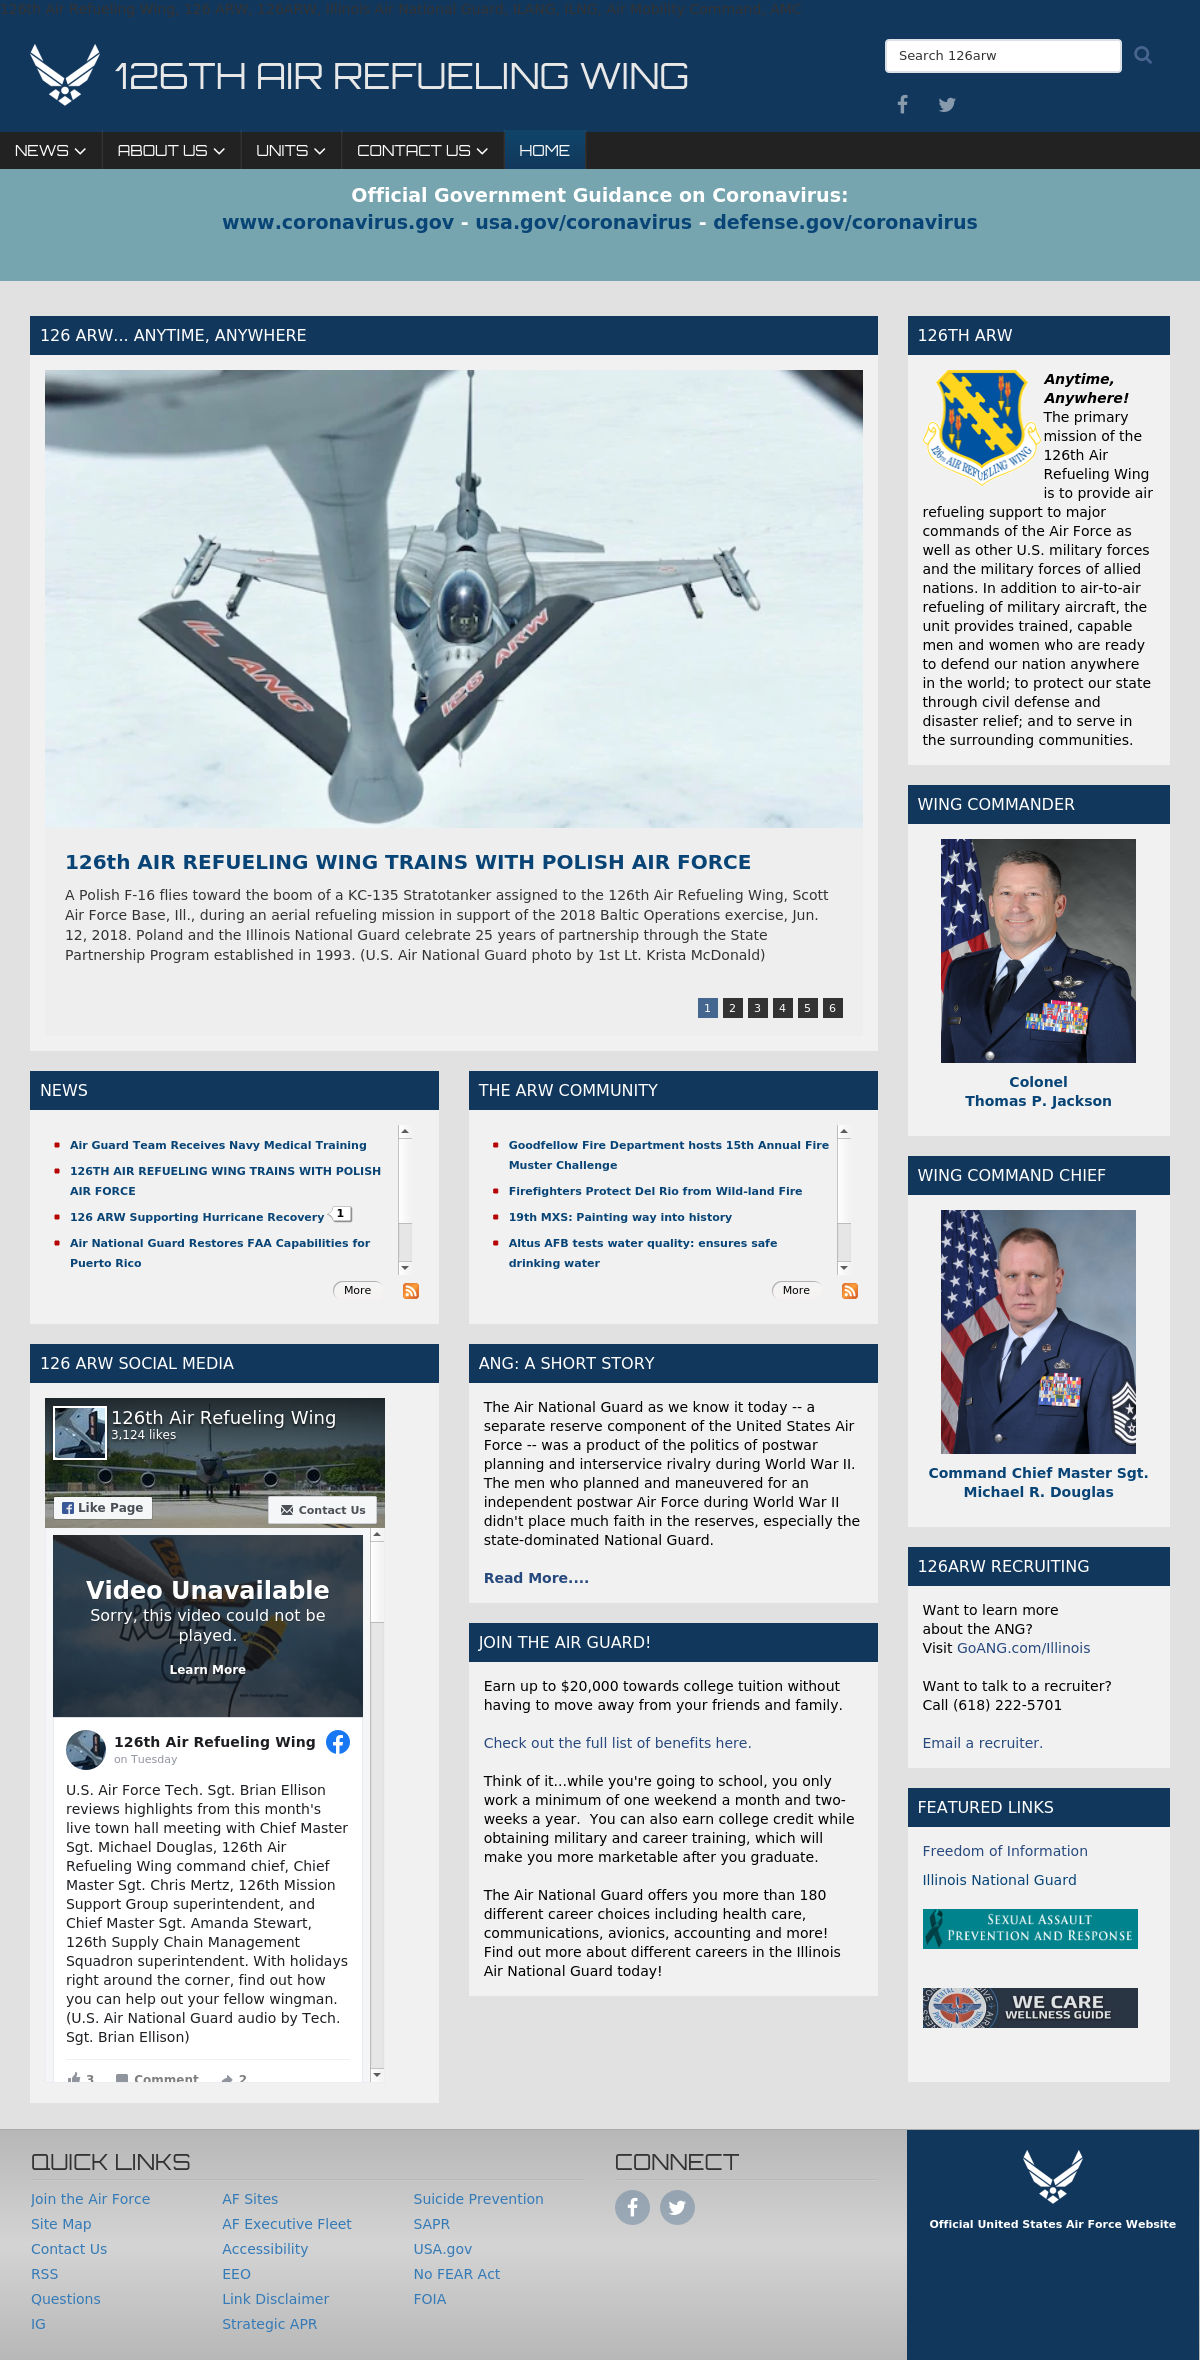 126TH AIR REFUELING WING
Search 126arw
NEWS
ABOUT US
UNITS
CONTACT US
HOME
Official Government Guidance on Coronavirus:
www.coronavirus.gov - usa.gov/coronavirus - defense.gov/coronavirus
126 ARW... ANYTIME, ANYWHERE
IL ANG
126 ARW
126th AIR REFUELING WING TRAINS WITH POLISH AIR FORCE
A Polish F-16 flies toward the boom of a KC-135 Stratotanker assigned to the 126th Air Refueling Wing, Scott
Air Force Base, Ill., during an aerial refueling mission in support of the 2018 Baltic Operations exercise, Jun.
12, 2018. Poland and the Illinois National Guard celebrate 25 years of partnership through the State
Partnership Program established in 1993. (U.S. Air National Guard photo by 1st Lt. Krista McDonald)
1 2 3 4 5 6
NEWS
Air Guard Team Receives Navy Medical Training
126TH AIR REFUELING WING TRAINS WITH POLISH
AIR FORCE
126 ARW Supporting Hurricane Recovery 1
Air National Guard Restores FAA Capabilities for
Puerto Rico
More
THE ARW COMMUNITY
Goodfellow Fire Department hosts 15th Annual Fire
Muster Challenge
Firefighters Protect Del Rio from Wild-land Fire
19th MXS: Painting way into history
Altus AFB tests water quality: ensures safe
drinking water
More
126 ARW SOCIAL MEDIA
126th Air Refueling Wing
3,124 likes
Like Page
Contact Us
126
ROLL
CALL
Video Unavailable
Sorry, this video could not be
played.
Learn More
126th Air Refueling Wing
on Tuesday
U.S. Air Force Tech. Sgt. Brian Ellison
reviews highlights from this month's
live town hall meeting with Chief Master
Sgt. Michael Douglas, 126th Air
Refueling Wing command chief, Chief
Master Sgt. Chris Mertz, 126th Mission
Support Group superintendent, and
Chief Master Sgt. Amanda Stewart,
126th Supply Chain Management
Squadron superintendent. With holidays
right around the corner, find out how
you can help out your fellow wingman.
(U.S. Air National Guard audio by Tech.
Sgt. Brian Ellison)
3 Comment 2
ANG: A SHORT STORY
The Air National Guard as we know it today -- a
separate reserve component of the United States Air
Force -- was a product of the politics of postwar
planning and interservice rivalry during World War II.
The men who planned and maneuvered for an
independent postwar Air Force during World War II
didn't place much faith in the reserves, especially the
state-dominated National Guard.
Read More....
JOIN THE AIR GUARD!
Earn up to $20,000 towards college tuition without
having to move away from your friends and family.
Check out the full list of benefits here.
Think of it...while you're going to school, you only
work a minimum of one weekend a month and two-
weeks a year.  You can also earn college credit while
obtaining military and career training, which will
make you more marketable after you graduate.
The Air National Guard offers you more than 180
different career choices including health care,
communications, avionics, accounting and more!
Find out more about different careers in the Illinois
Air National Guard today!
126TH ARW
126TH AIR REFUELING WING
Anytime,
Anywhere!
The primary
mission of the
126th Air
Refueling Wing
is to provide air
refueling support to major
commands of the Air Force as
well as other U.S. military forces
and the military forces of allied
nations. In addition to air-to-air
refueling of military aircraft, the
unit provides trained, capable
men and women who are ready
to defend our nation anywhere
in the world; to protect our state
through civil defense and
disaster relief; and to serve in
the surrounding communities.
WING COMMANDER
Colonel
Thomas P. Jackson
WING COMMAND CHIEF
Command Chief Master Sgt.
Michael R. Douglas
126ARW RECRUITING
Want to learn more
about the ANG?
Visit GoANG.com/Illinois
Want to talk to a recruiter?
Call (618) 222-5701
Email a recruiter.
FEATURED LINKS
Freedom of Information
Illinois National Guard
SEXUAL ASSAULT
PREVENTION AND RESPONSE
WE CARE
WELLNESS GUIDE
QUICK LINKS
Join the Air Force
Site Map
Contact Us
RSS
Questions
IG
AF Sites
AF Executive Fleet
Accessibility
EEO
Link Disclaimer
Strategic APR
Suicide Prevention
SAPR
USA.gov
No FEAR Act
FOIA
CONNECT
Official United States Air Force Website